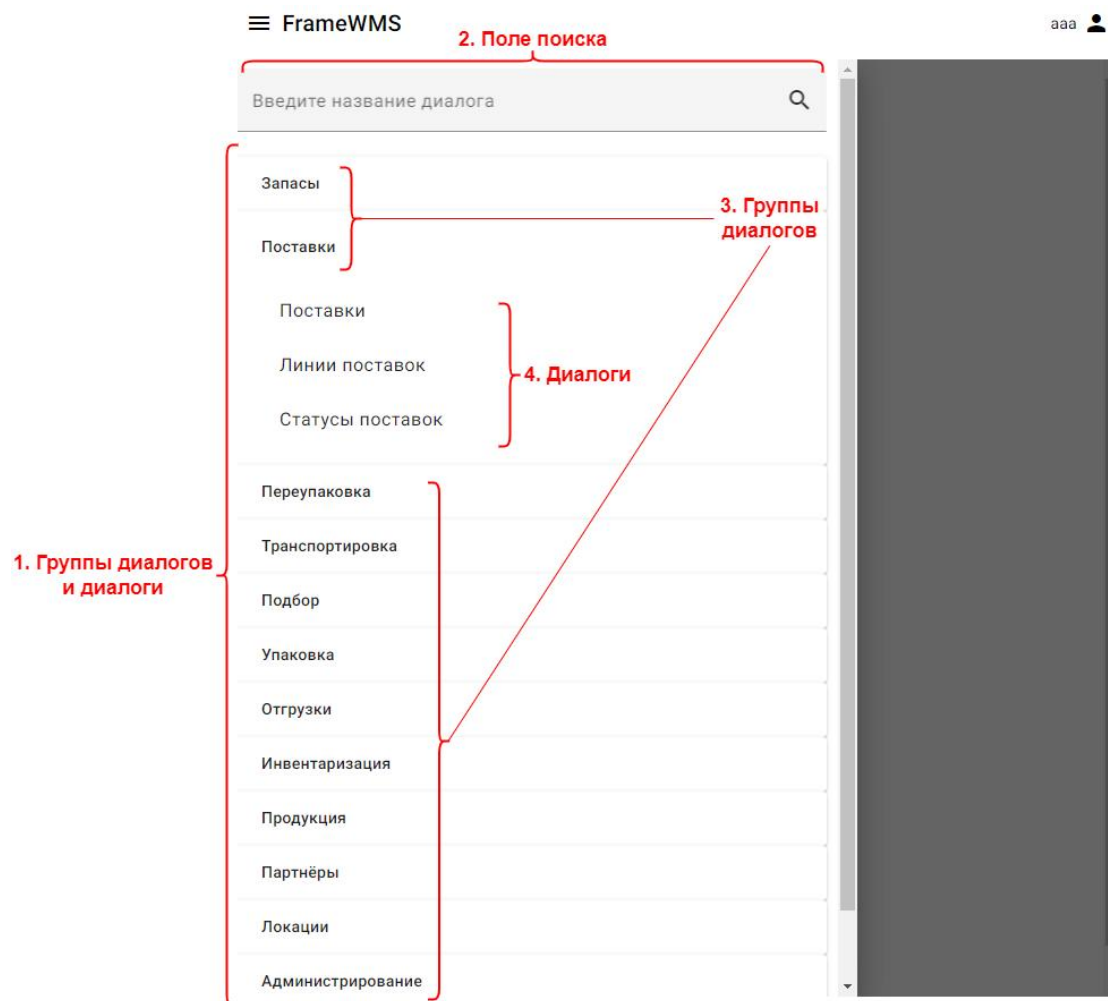 FrameWMS
aaa
2. Поле поиска
Введите название диалога
Запасы
3. Группы
диалогов
Поставки
Поставки
Линии поставок
4. Диалоги
Статусы поставок
Переупаковка
Транспортировка
1. Группы диалогов
и диалоги
Подбор
Упаковка
Отгрузки
Инвентаризация
Продукция
Партнёры
Локации
Администрирование